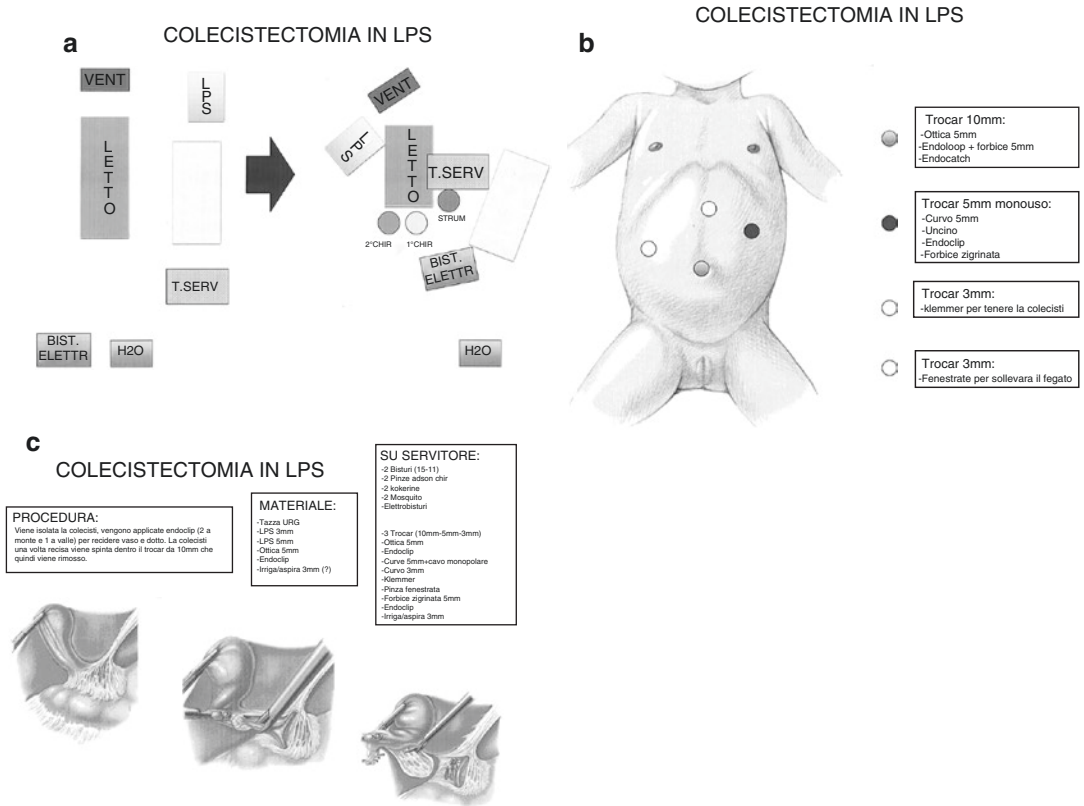 a
COLECISTECTOMIA IN LPS
VENT
LPS
LETTO
T.SERV
BIST.
ELETTR
H2O
VENT
LPS
LETTO
T.SERV
STRUM
2°CHIR
1°CHIR
BIST.
ELETTR
H2O
COLECISTECTOMIA IN LPS
b
Trocar 10mm:
-Ottica 5mm
-Endoloop + forbice 5mm
-Endocatch
Trocar 5mm monouso:
-Curvo 5mm
-Uncino
-Endoclip
-Forbice zigrinata
Trocar 3mm:
-klemmer per tenere la colecisti
Trocar 3mm:
-Fenestrate per sollevara il fegato
c
COLECISTECTOMIA IN LPS
PROCEDURA:
Viene isolata la colecisti, vengono applicate endoclip (2 a
monte e 1 a valle) per recidere vaso e dotto. La colecisti
una volta recisa viene spinta dentro il trocar da 10mm che
quindi viene rimosso.
MATERIALE:
-Tazza URG
-LPS 3mm
-LPS 5mm
-Ottica 5mm
-Endoclip
-Irriga/aspira 3mm (?)
SU SERVITORE:
-2 Bisturi (15-11)
-2 Pinze adson chir
-2 kokerine
-2 Mosquito
-Elettrobisturi
-3 Trocar (10mm-5mm-3mm)
-Ottica 5mm
-Endoclip
-Curve 5mm+cavo monopolare
-Curvo 3mm
-Klemmer
-Pinza fenestrata
-Forbice zigrinata 5mm
-Endoclip
-Irriga/aspira 3mm